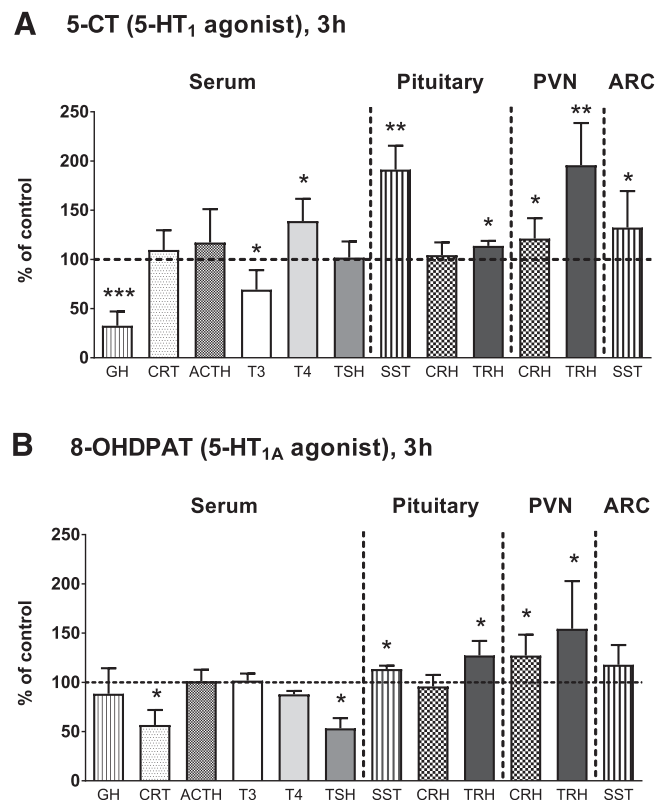 A 5-CT (5-HT1 agonist), 3h
Serum Pituitary PVN ARC
% of control
250
200
150
100
50
0
*** * * ** * * ** *
GH CRT ACTH T3 T4 TSH SST CRH TRH CRH TRH SST
B 8-OHDPAT (5-HT1A agonist), 3h
Serum Pituitary PVN ARC
% of control
250
200
150
100
50
0
* * * * * *
GH CRT ACTH T3 T4 TSH SST CRH TRH CRH TRH SST